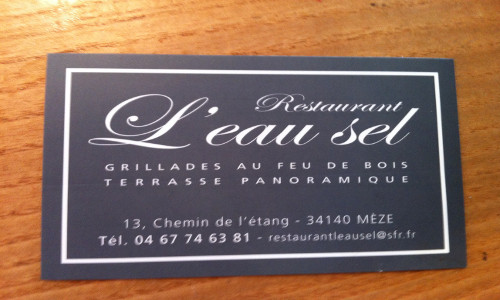 Restaurant
L'eau sel
GRILLADES AU FEU DE BOIS
TERRASSE PANORAMIQUE
13, Chemin de l'étang - 34140 MÈZE
Tél. 04 67 74 63 81 - restaurantleausel@sfr.fr